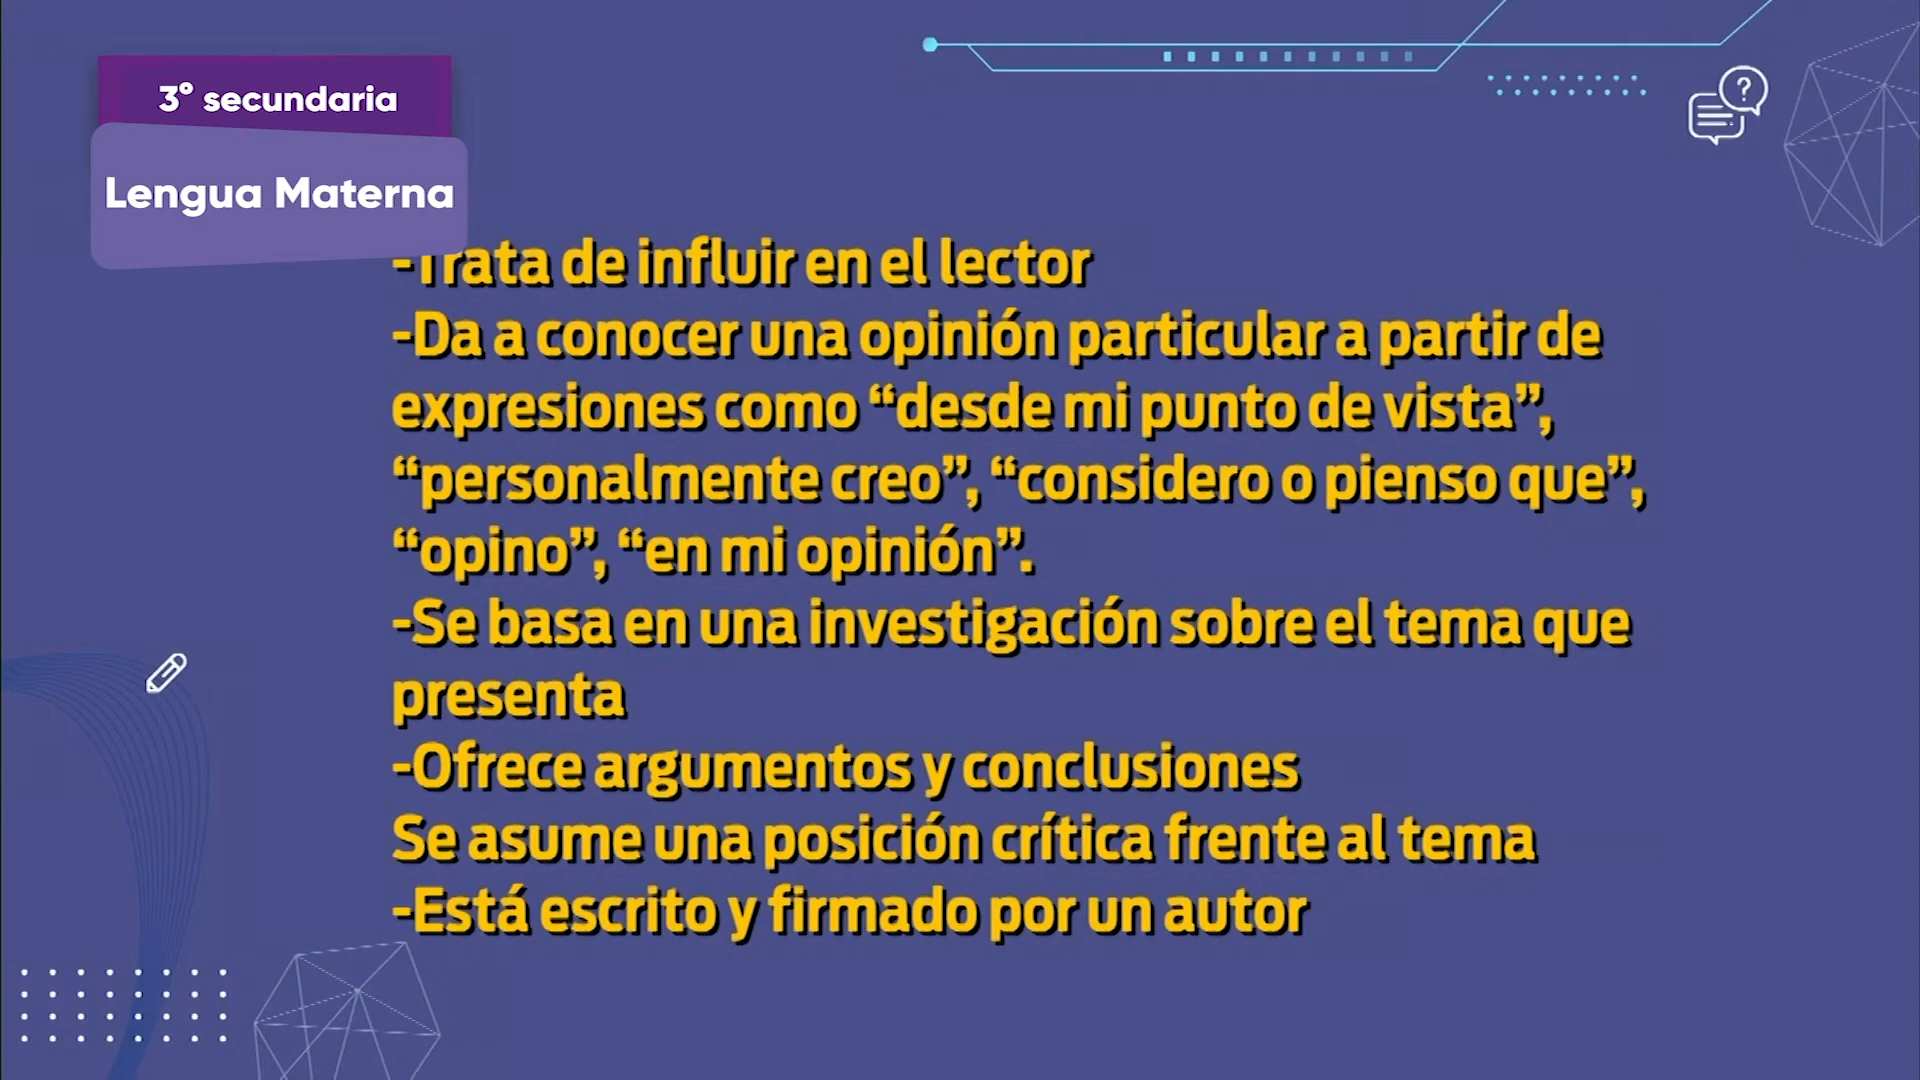 3° secundaria
Lengua Materna
-Trata de influir en el lector
-Da a conocer una opinión particular a partir de
expresiones como “desde mi punto de vista”,
“personalmente creo”, “considero o pienso que”,
“opino”, “en mi opinión”.
-Se basa en una investigación sobre el tema que
presenta
-Ofrece argumentos y conclusiones
Se asume una posición crítica frente al tema
-Está escrito y firmado por un autor